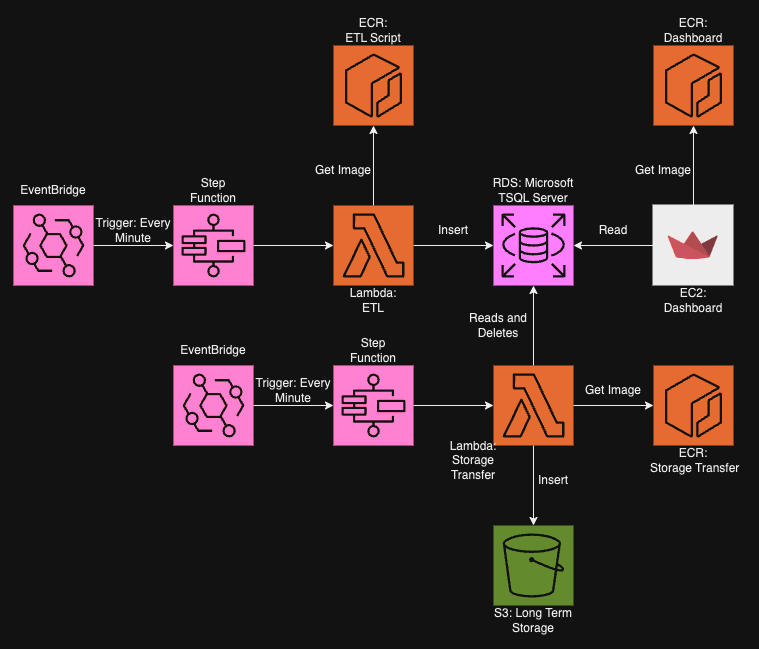 ECR:
ETL Script
ECR:
Dashboard
Get Image
Get Image
EventBridge
Step
Function
RDS: Microsoft
TSQL Server
Trigger: Every
Minute
Insert
Read
Lambda:
ETL
EC2:
Dashboard
Reads and
Deletes
EventBridge
Step
Function
Trigger: Every
Minute
Get Image
Lambda:
Storage
Transfer
ECR:
Storage Transfer
Insert
S3: Long Term
Storage